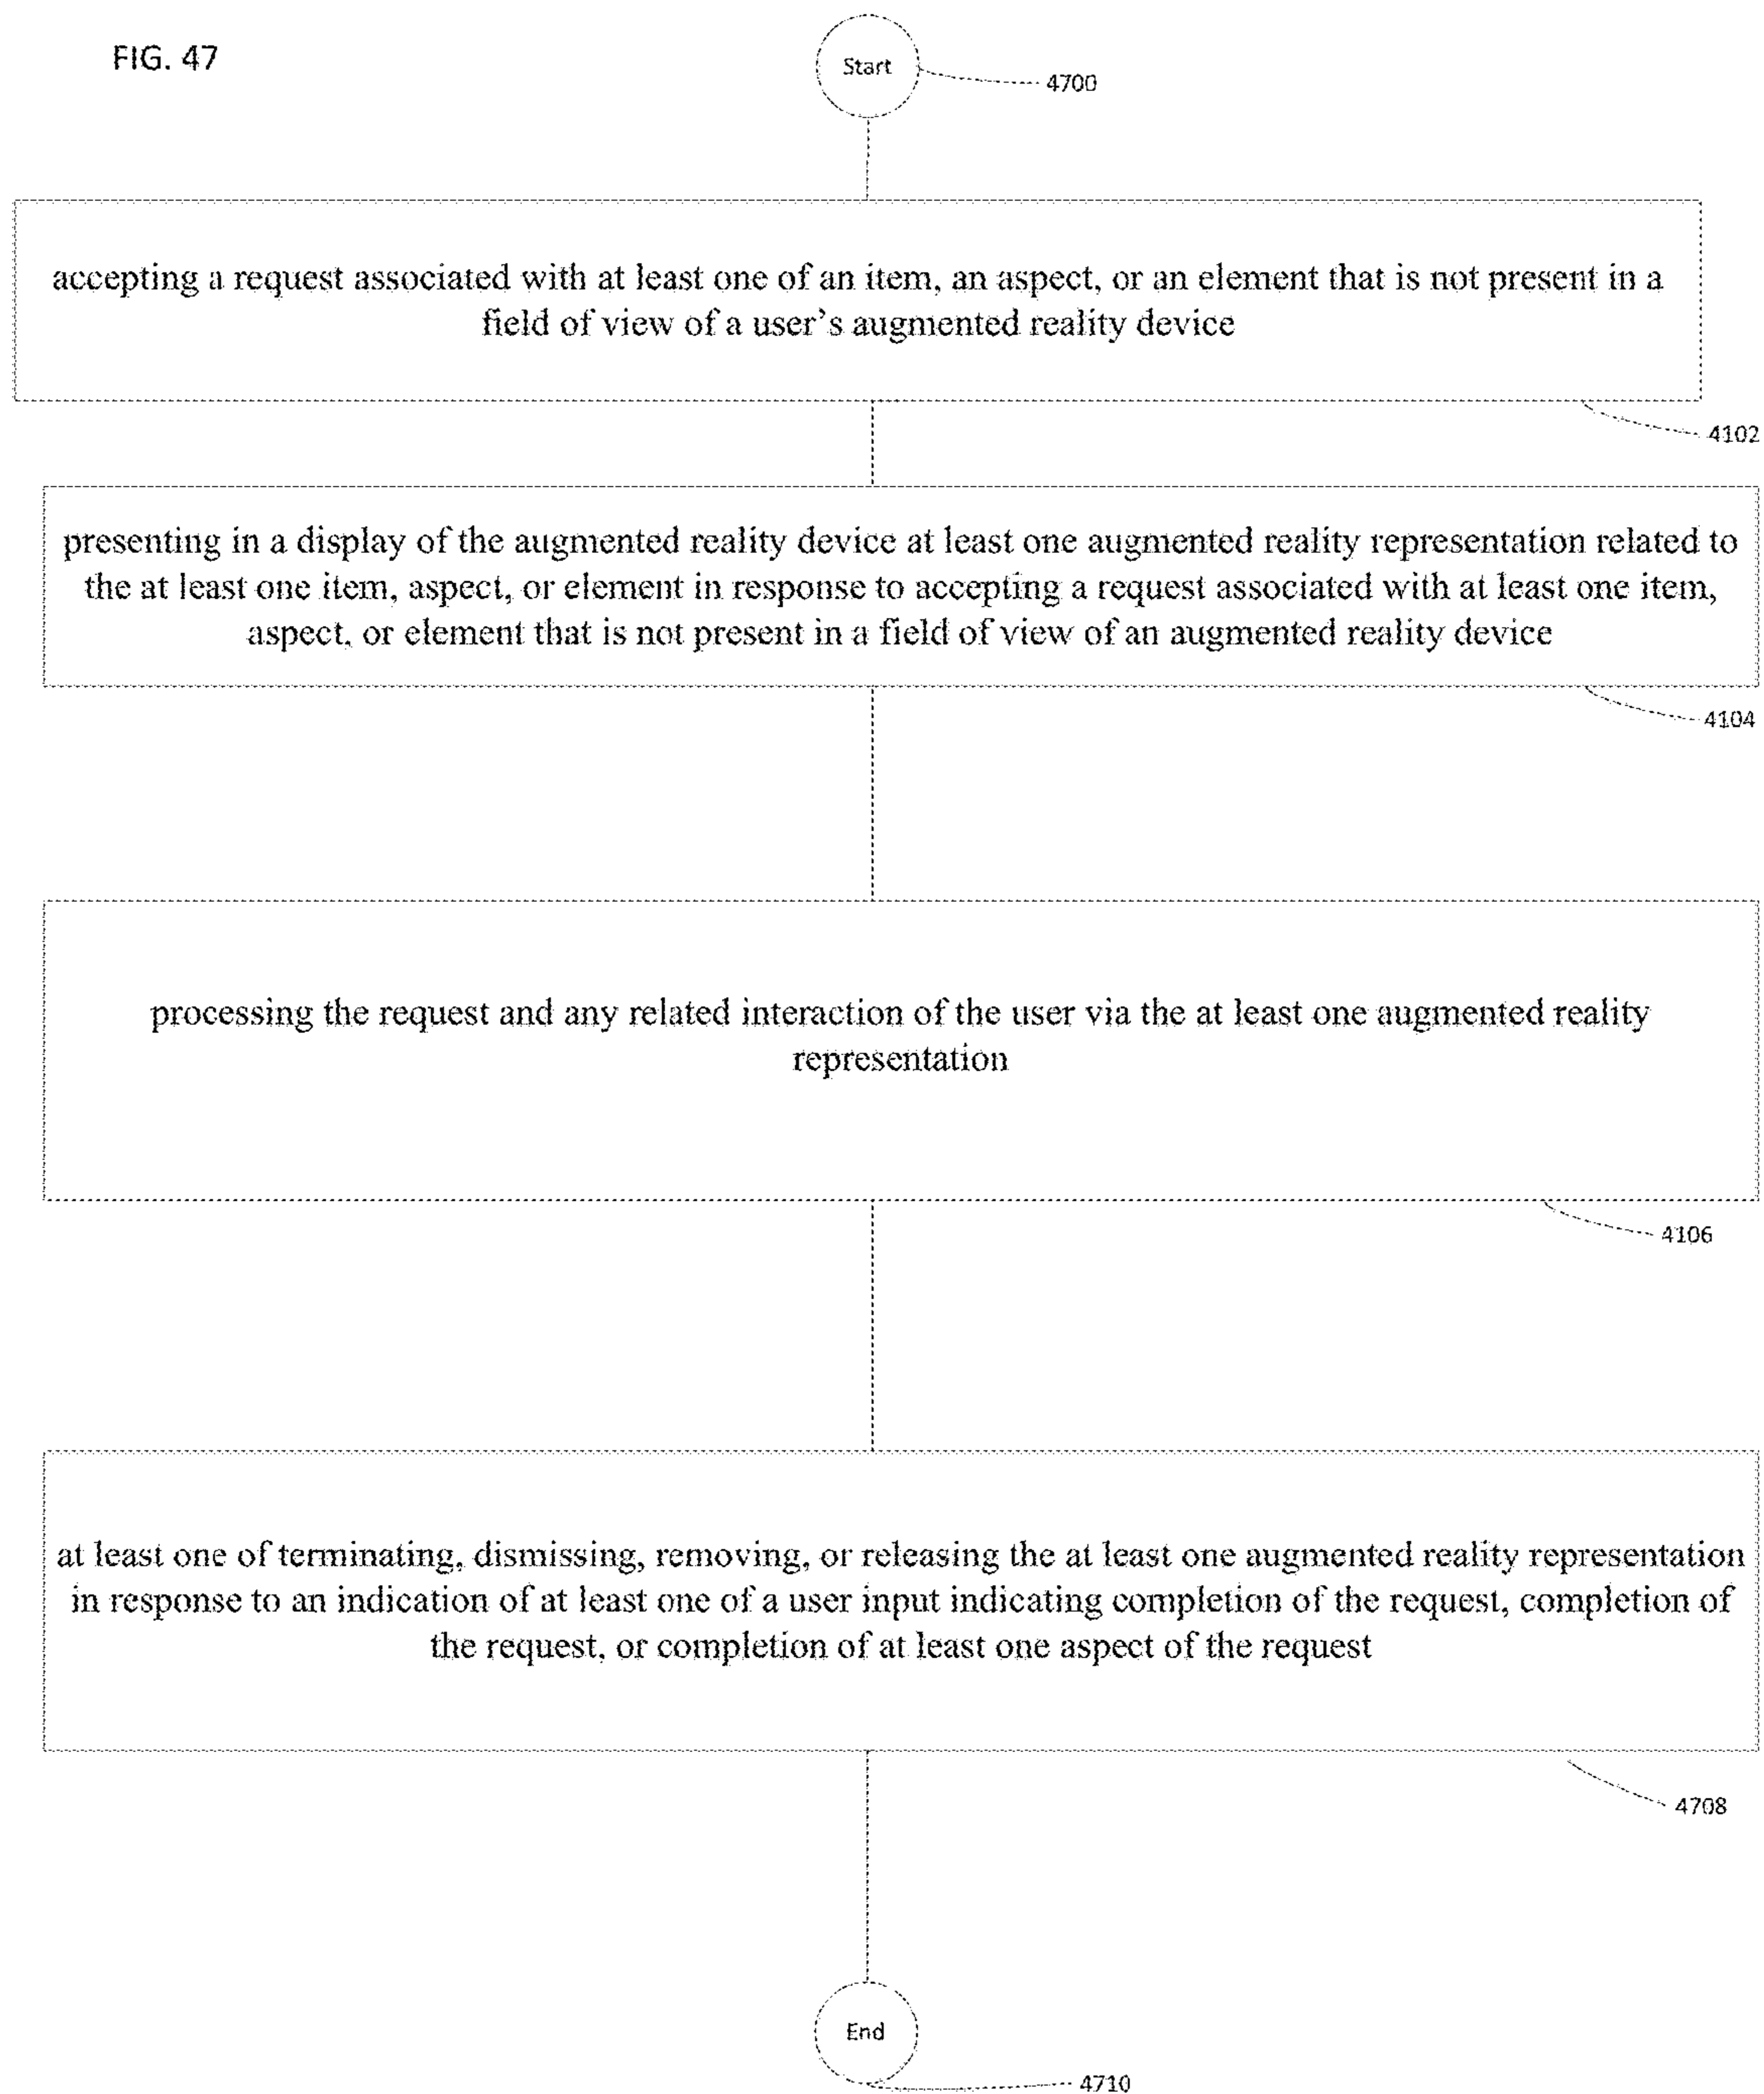 FIG. 47
Start
4700
accepting a request associated with at least one of an item, an aspect, or an element that is not present in a
field of view of a user's augmented reality device
4102
presenting in a display of the augmented reality device at least one augmented reality representation related to
the at least one item, aspect, or element in response to accepting a request associated with at least one item,
aspect, or element that is not present in a field of view of an augmented reality device
4104
processing the request and any related interaction of the user via the at least one augmented reality
representation
4106
at least one of terminating, dismissing, removing, or releasing the at least one augmented reality representation
in response to an indication of at least one of a user input indicating completion of the request, completion of
the request, or completion of at least one aspect of the request
4708
End
4710